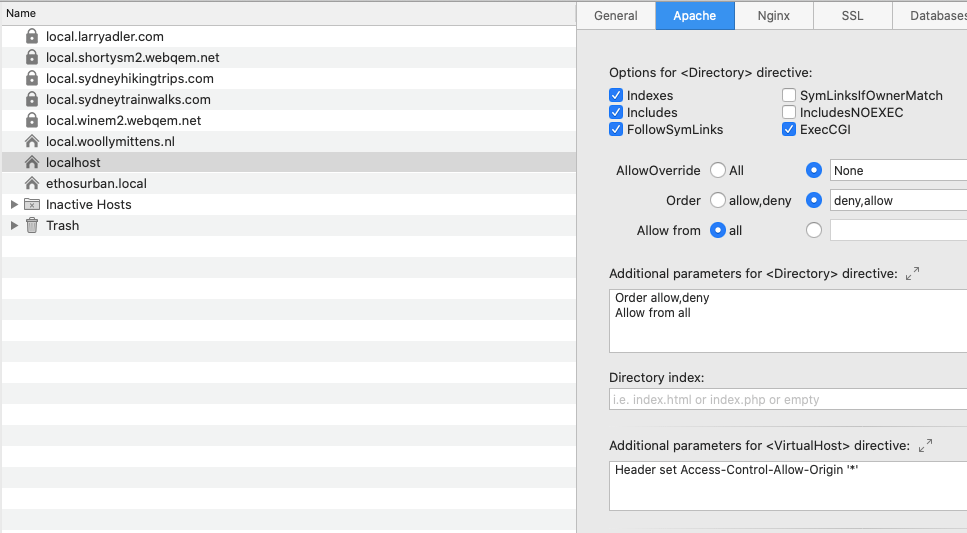 Name
local.larryadler.com
local.shortysm2.webqem.net
local.sydneyhikingtrips.com
local.sydneytrainwalks.com
local.winem2.webqem.net
local.woollymittens.nl
localhost
ethosurban.local
Inactive Hosts
Trash
General Apache Nginx SSL Databases
Options for <Directory> directive:
Indexes SymLinksIfOwnerMatch
Includes IncludesNOEXEC
FollowSymLinks ExecCGI
AllowOverride All None
Order allow,deny deny,allow
Allow from all
Additional parameters for <Directory> directive:
Order allow,deny
Allow from all
Directory index:
i.e. index.html or index.php or empty
Additional parameters for <VirtualHost> directive:
Header set Access-Control-Allow-Origin '*'